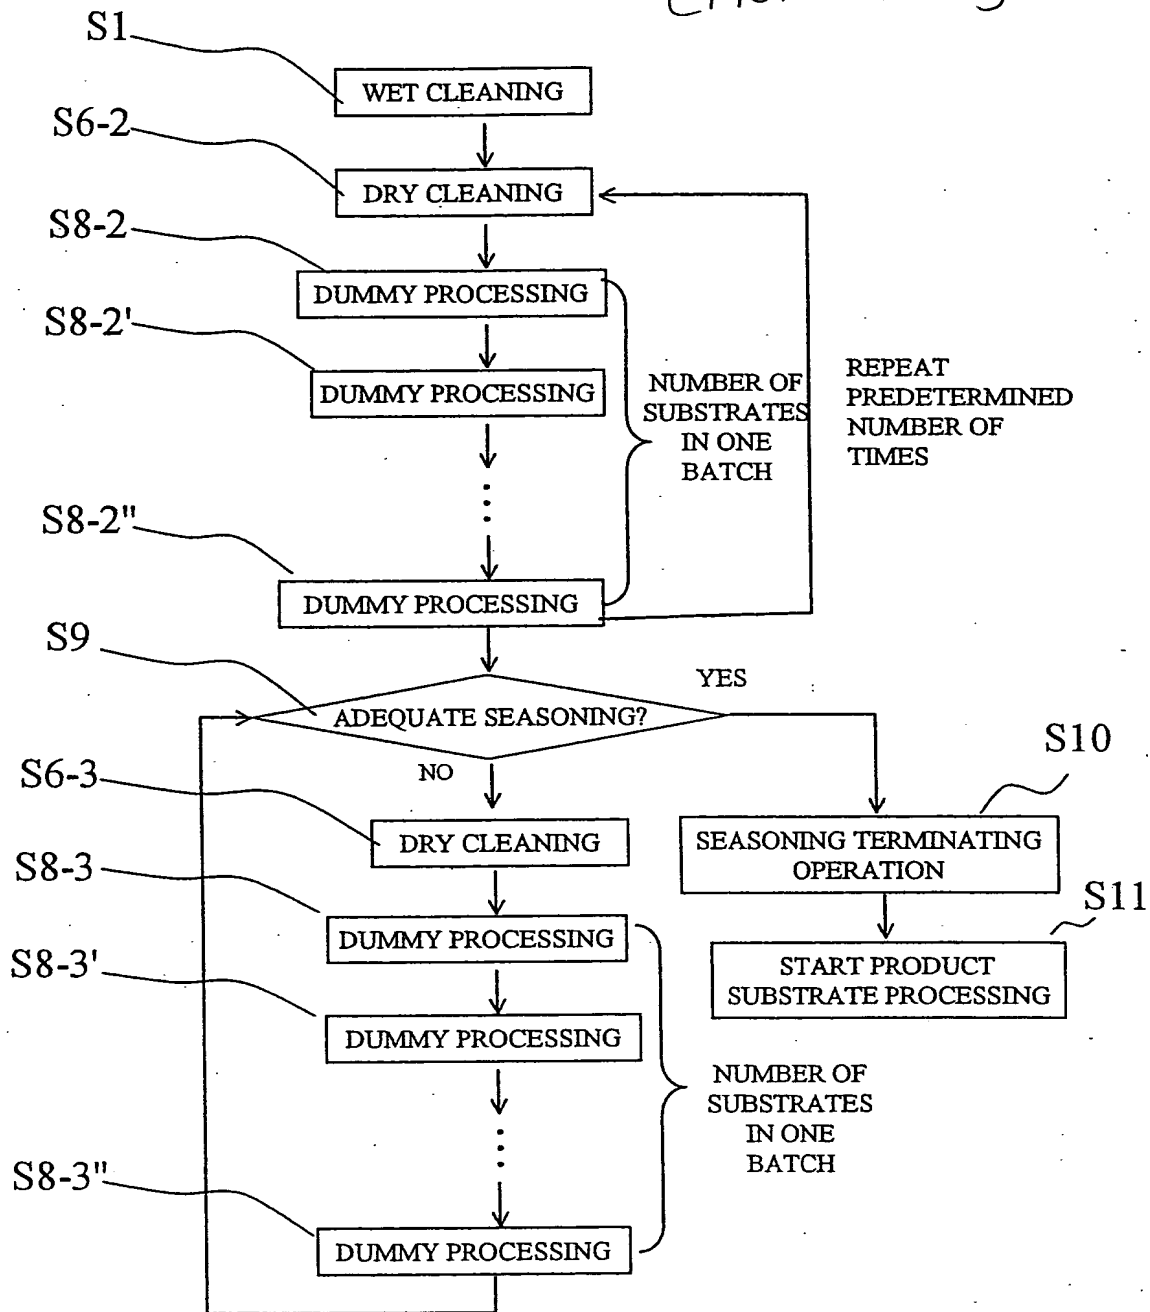 S1
WET CLEANING
S6-2
DRY CLEANING
S8-2
DUMMY PROCESSING
S8-2'
DUMMY PROCESSING
NUMBER OF
SUBSTRATES
IN ONE
BATCH
REPEAT
PREDETERMINED
NUMBER OF
TIMES
S8-2"
DUMMY PROCESSING
S9
ADEQUATE SEASONING?
YES
NO
S6-3
DRY CLEANING
S10
SEASONING TERMINATING
OPERATION
S8-3
DUMMY PROCESSING
S11
START PRODUCT
SUBSTRATE PROCESSING
S8-3'
DUMMY PROCESSING
NUMBER OF
SUBSTRATES
IN ONE
BATCH
S8-3"
DUMMY PROCESSING